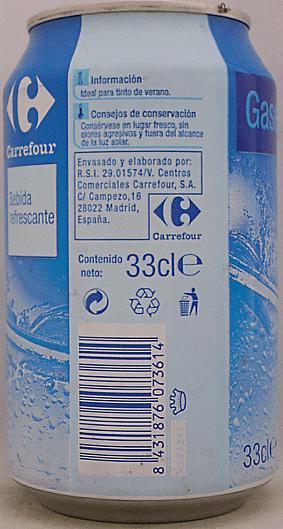 Carrefour
Bebida
refrescante
Información
Ideal para tinto de verano.
Consejos de conservación
Consérvese en lugar fresco, sin
olores agresivos y fuera del alcance
de la luz solar.
Envasado y elaborado por:
R.S.I. 29.01574/V. Centros
Comerciales Carrefour, S.A.
C/ Campezo,16
28022 Madrid,
España.
Carrefour
Contenido
neto: 33cl e
8 431876 073614
Gas
33cl e